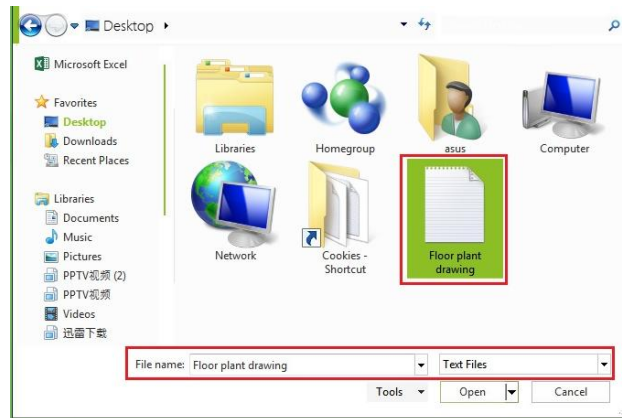 Desktop
Microsoft Excel
Favorites
Desktop
Downloads
Recent Places
Libraries
Documents
Music
Pictures
PPTV视频 (2)
PPTV视频
Videos
迅雷下载
Libraries
Homegroup
asus
Computer
Network
Cookies -
Shortcut
Floor plant
drawing
File name: Floor plant drawing
Text Files
Tools
Open
Cancel